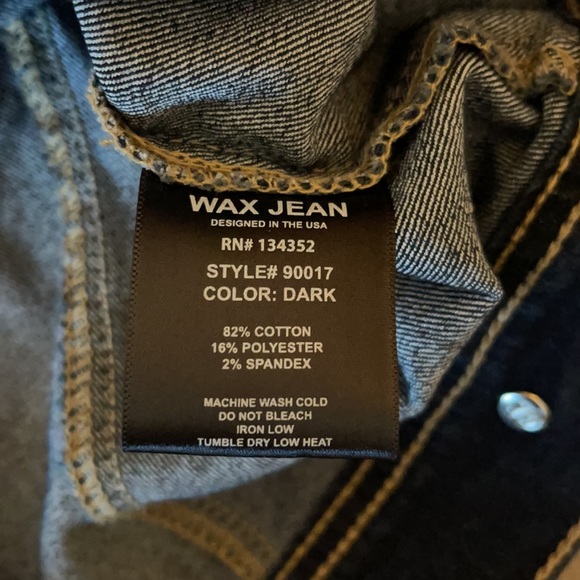 WAX JEAN
DESIGNED IN THE USA
RN# 134352
STYLE# 90017
COLOR: DARK
82% COTTON
16% POLYESTER
2% SPANDEX
MACHINE WASH COLD
DO NOT BLEACH
IRON LOW
TUMBLE DRY LOW HEAT